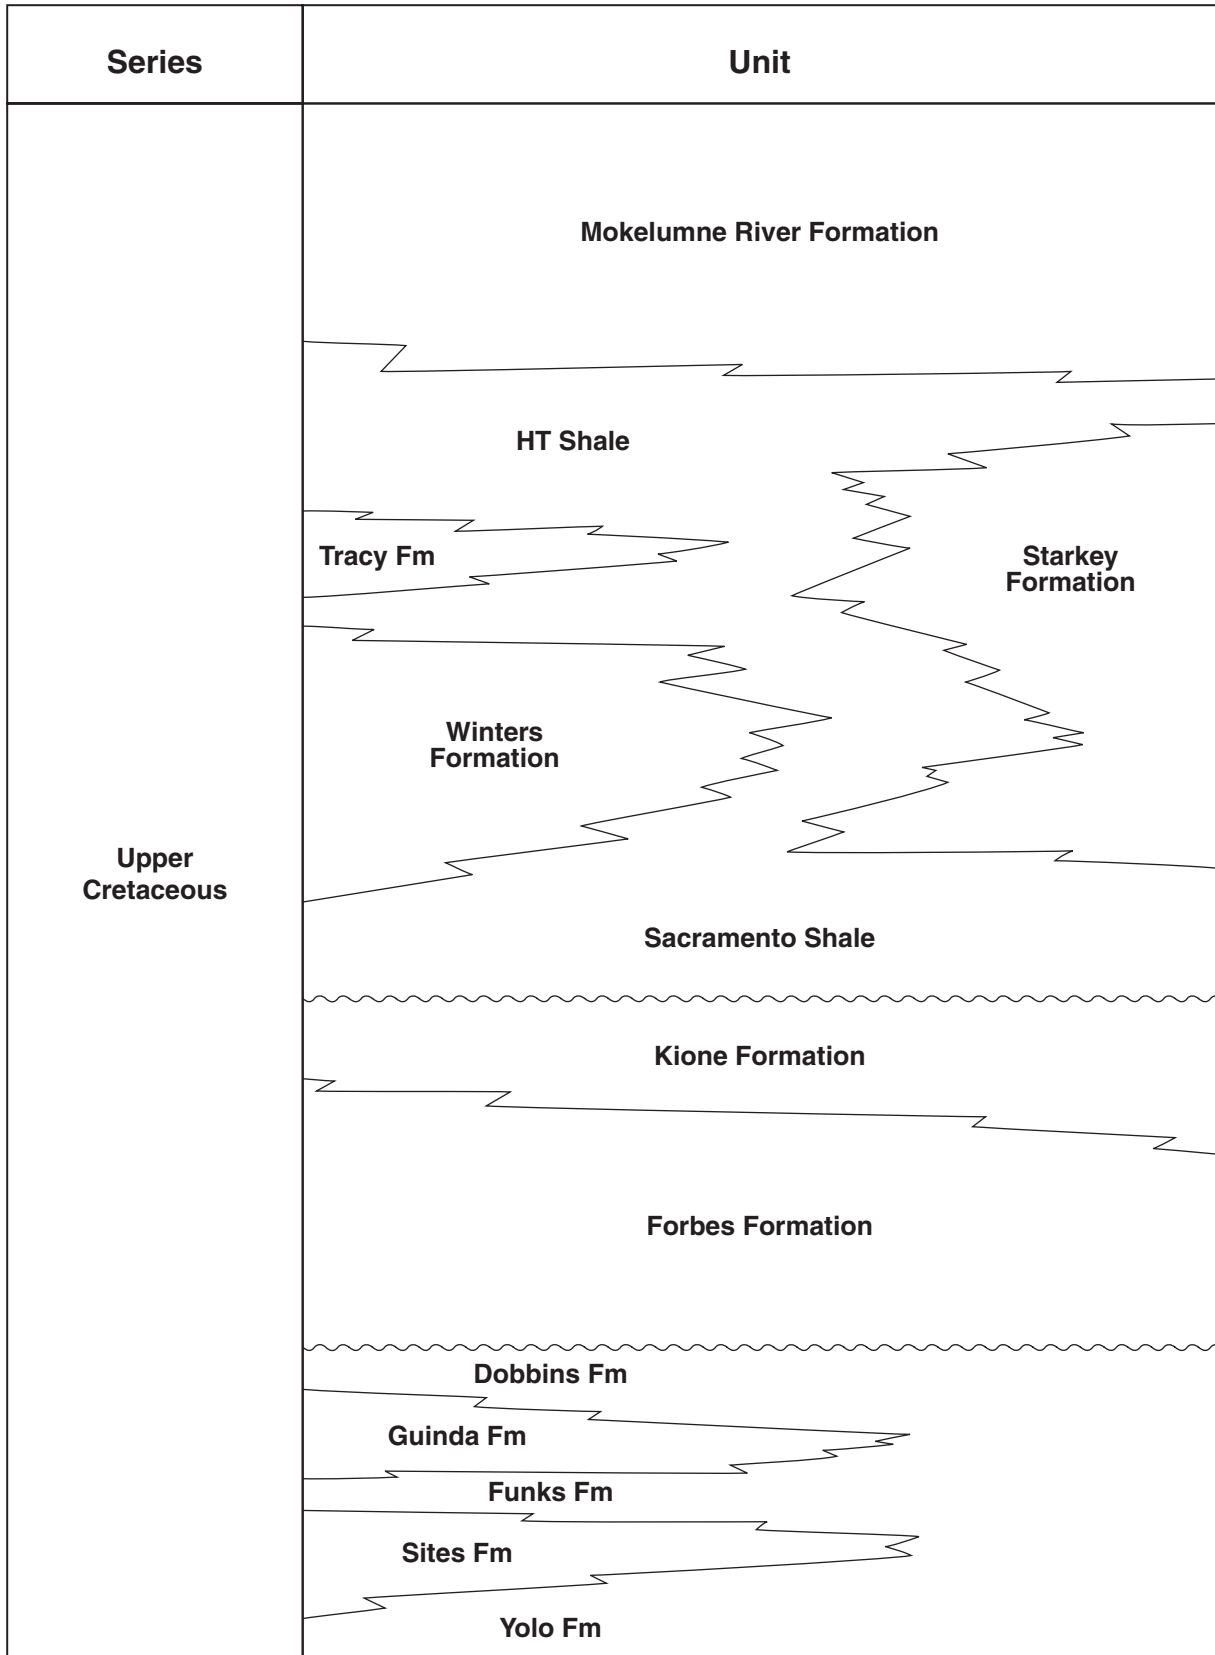 Series
Unit
Mokelumne River Formation
HT Shale
Tracy Fm
Starkey
Formation
Winters
Formation
Upper
Cretaceous
Sacramento Shale
Kione Formation
Forbes Formation
Dobbins Fm
Guinda Fm
Funks Fm
Sites Fm
Yolo Fm